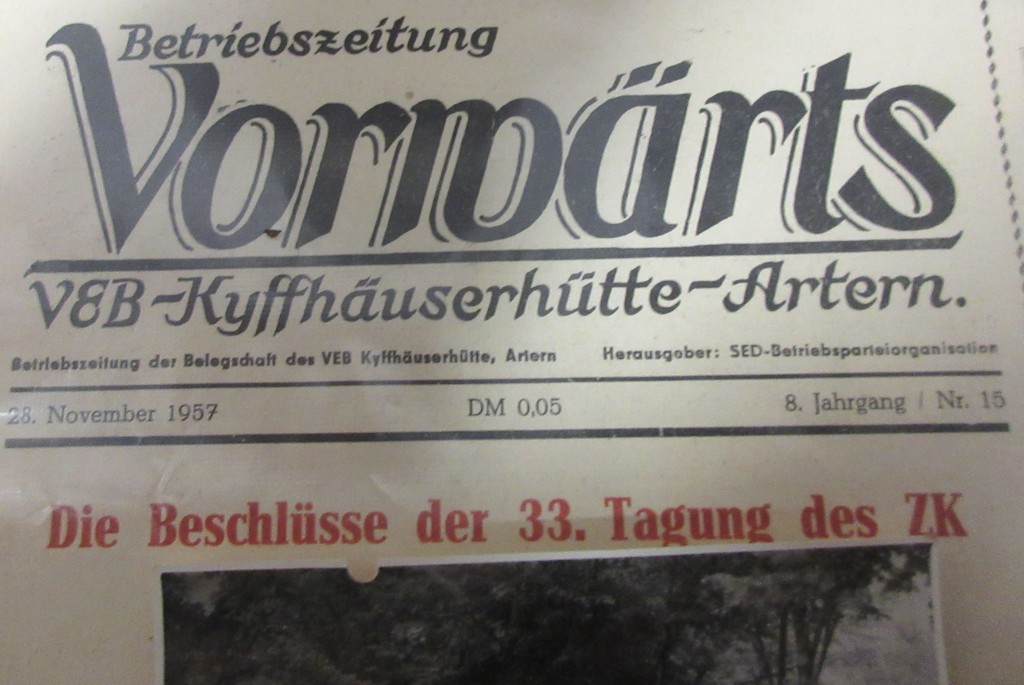 Betriebszeitung
Vorwärts
VEB-Kyffhäuserhütte-Artern.
Betriebszeitung der Belegschaft des VEB Kyffhäuserhütte, Artern Herausgeber: SED-Betriebsparteiorganisation
28. November 1957 DM 0,05 8. Jahrgang / Nr. 15
Die Beschlüsse der 33. Tagung des ZK